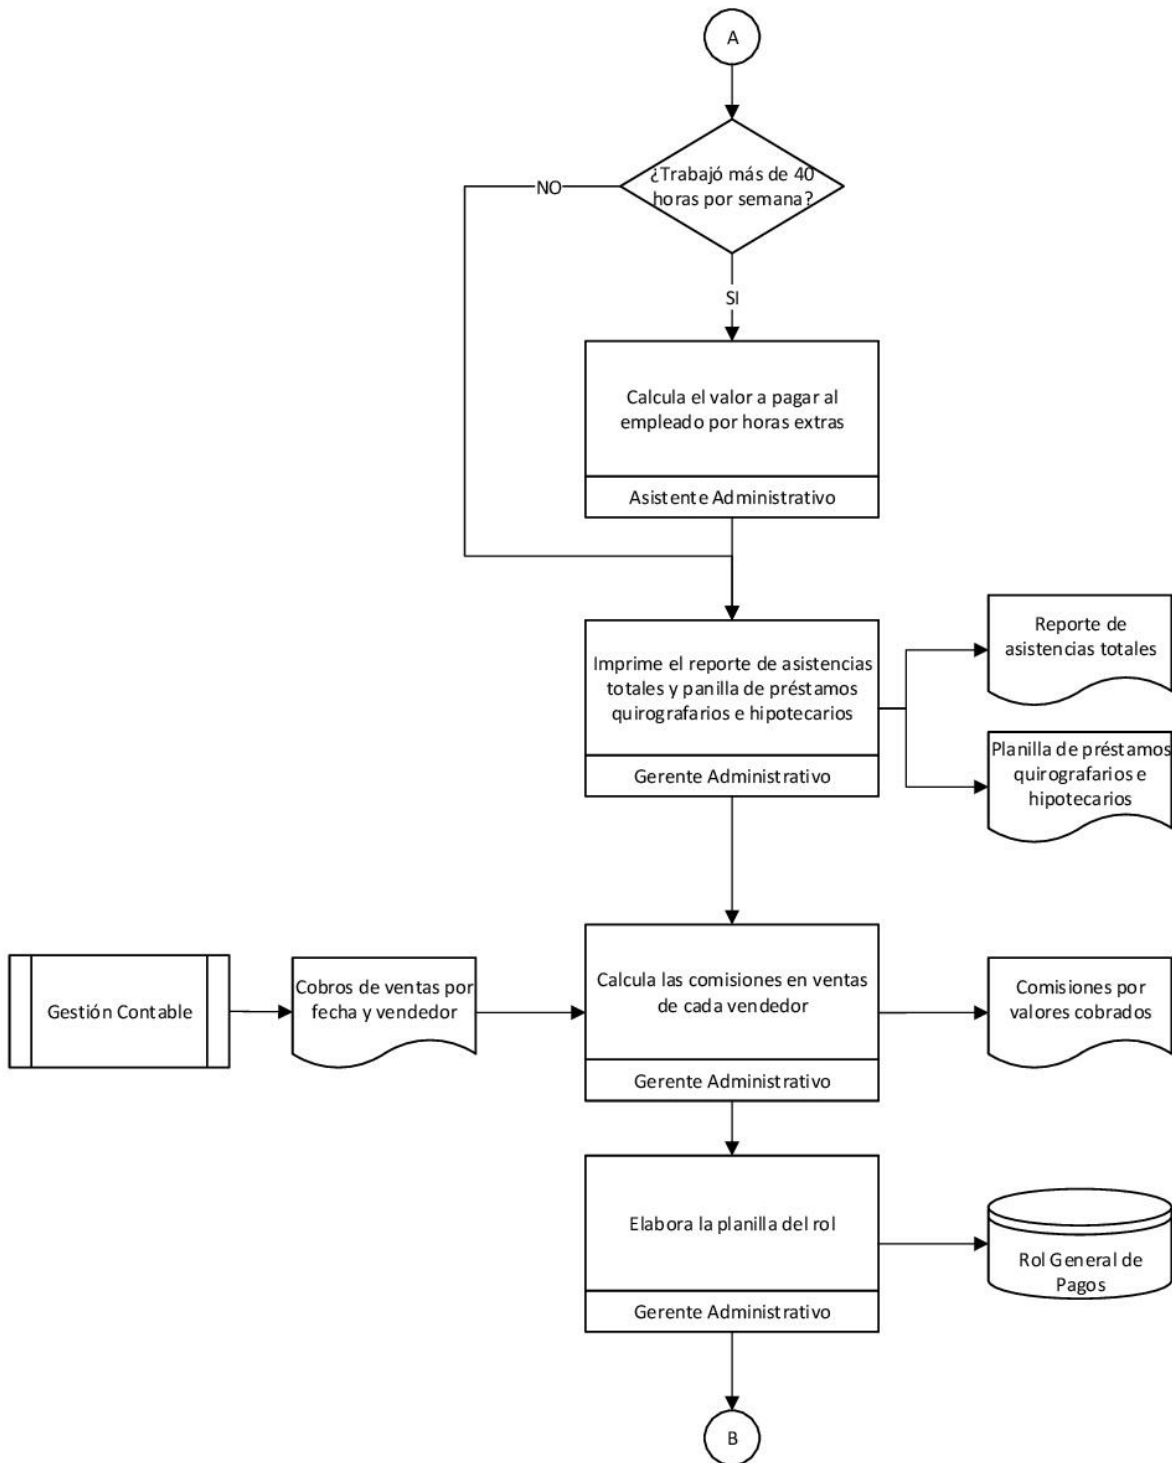 A
¿Trabajó más de 40
horas por semana?
NO
SI
Calcula el valor a pagar al
empleado por horas extras
Asistente Administrativo
Imprime el reporte de asistencias
totales y panilla de préstamos
quirografarios e hipotecarios
Gerente Administrativo
Reporte de
asistencias totales
Planilla de préstamos
quirografarios e
hipotecarios
Gestión Contable
Cobros de ventas por
fecha y vendedor
Calcula las comisiones en ventas
de cada vendedor
Gerente Administrativo
Comisiones por
valores cobrados
Elabora la planilla del rol
Gerente Administrativo
Rol General de
Pagos
B